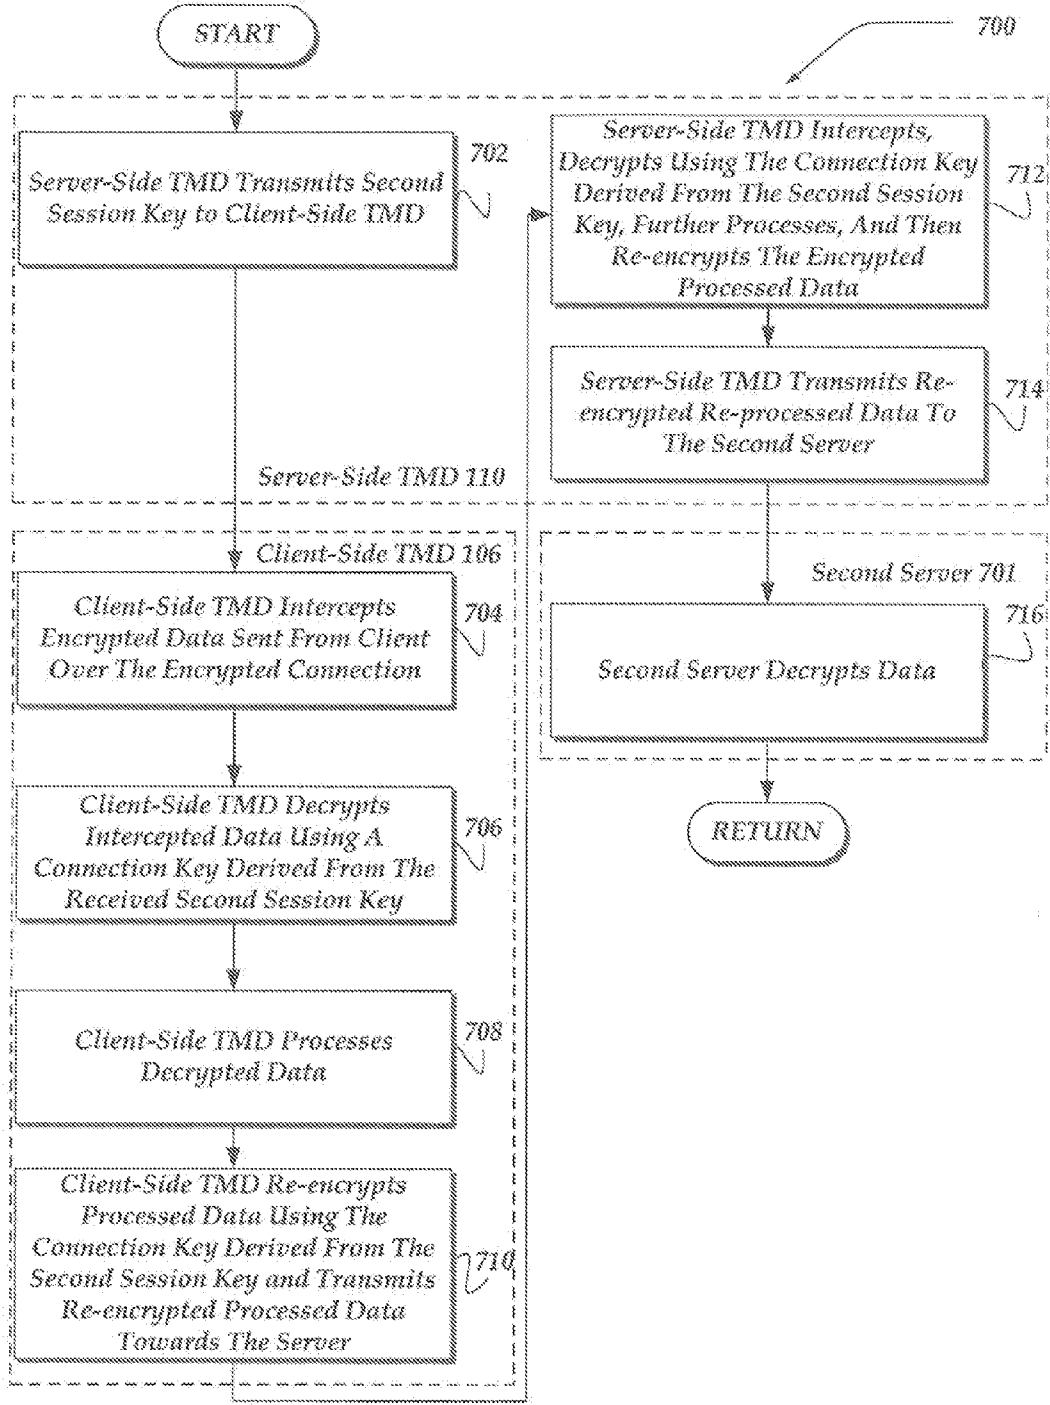 START
700
Server-Side TMD Transmits Second
Session Key to Client-Side TMD
702
Server-Side TMD 110
Client-Side TMD 106
Client-Side TMD Intercepts
Encrypted Data Sent From Client
Over The Encrypted Connection
704
Client-Side TMD Decrypts
Intercepted Data Using A
Connection Key Derived From The
Received Second Session Key
706
Client-Side TMD Processes
Decrypted Data
708
Client-Side TMD Re-encrypts
Processed Data Using The
Connection Key Derived From The
Second Session Key and Transmits
Re-encrypted Processed Data
Towards The Server
710
Server-Side TMD Intercepts,
Decrypts Using The Connection Key
Derived From The Second Session
Key, Further Processes, And Then
Re-encrypts The Encrypted
Processed Data
712
Server-Side TMD Transmits Re-
encrypted Re-processed Data To
The Second Server
714
Second Server 701
Second Server Decrypts Data
716
RETURN